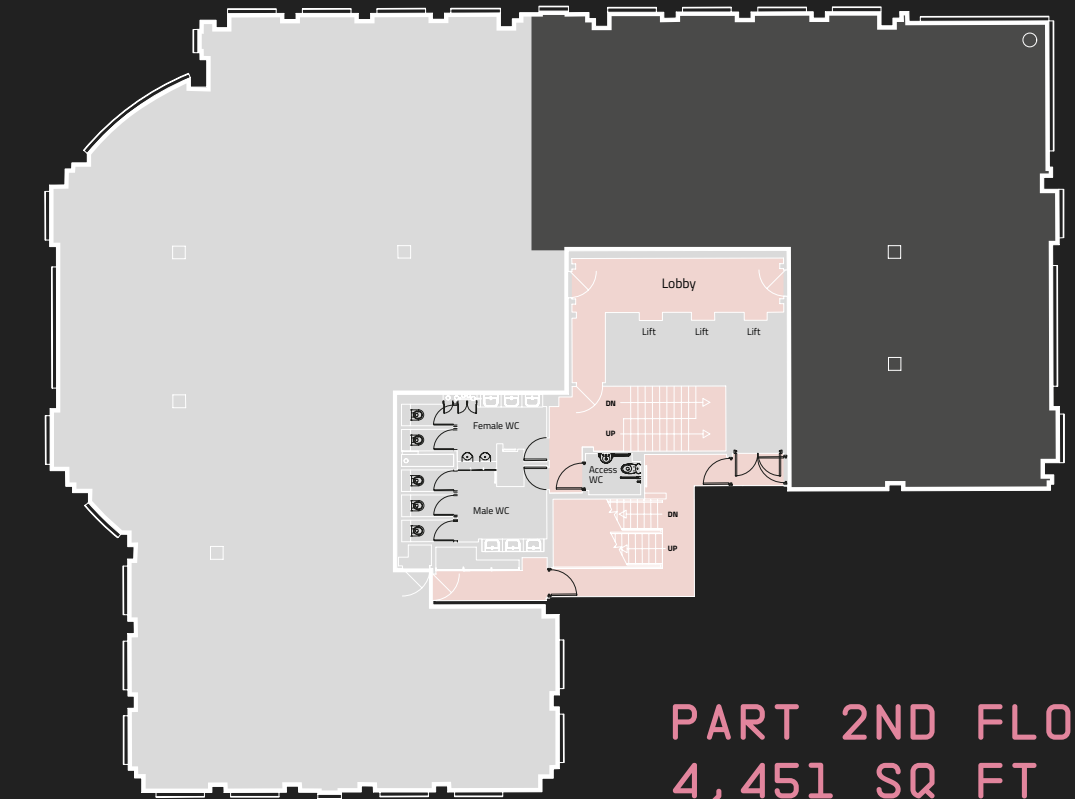 Lobby
Lift Lift Lift
DN
UP
Female WC
Access
WC
Male WC
DN
UP
PART 2ND FLO
4,451 SQ FT